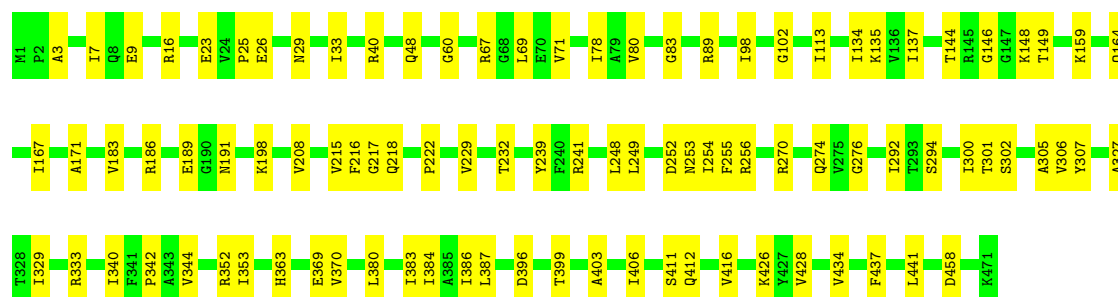 M1 P2 A3 I7 Q8 E9 R16 E23 V24 P25 E26 N29 I33 R40 Q48 G60 R67 G68 L69 E70 V71 I78 A79 V80 G83 R89 I98 G102 I113 I134 K135 V136 I137 T144 R145 G146 G147 K148 T149 K159
I167 A171 V183 R186 E189 G190 N191 K198 V208 V215 F216 G217 Q218 P222 V229 T232 Y239 F240 R241 L248 L249 D252 N253 I254 F255 R256 R270 Q274 V275 G276 I292 T293 S294 I300 T301 S302 A305 V306 Y307 A327
T328 I329 R333 I340 F341 P342 A343 V344 R352 I353 H363 E369 V370 L380 I383 I384 A385 I386 L387 D396 T399 A403 I406 S411 Q412 V416 K426 Y427 V428 V434 F437 L441 D458 K471